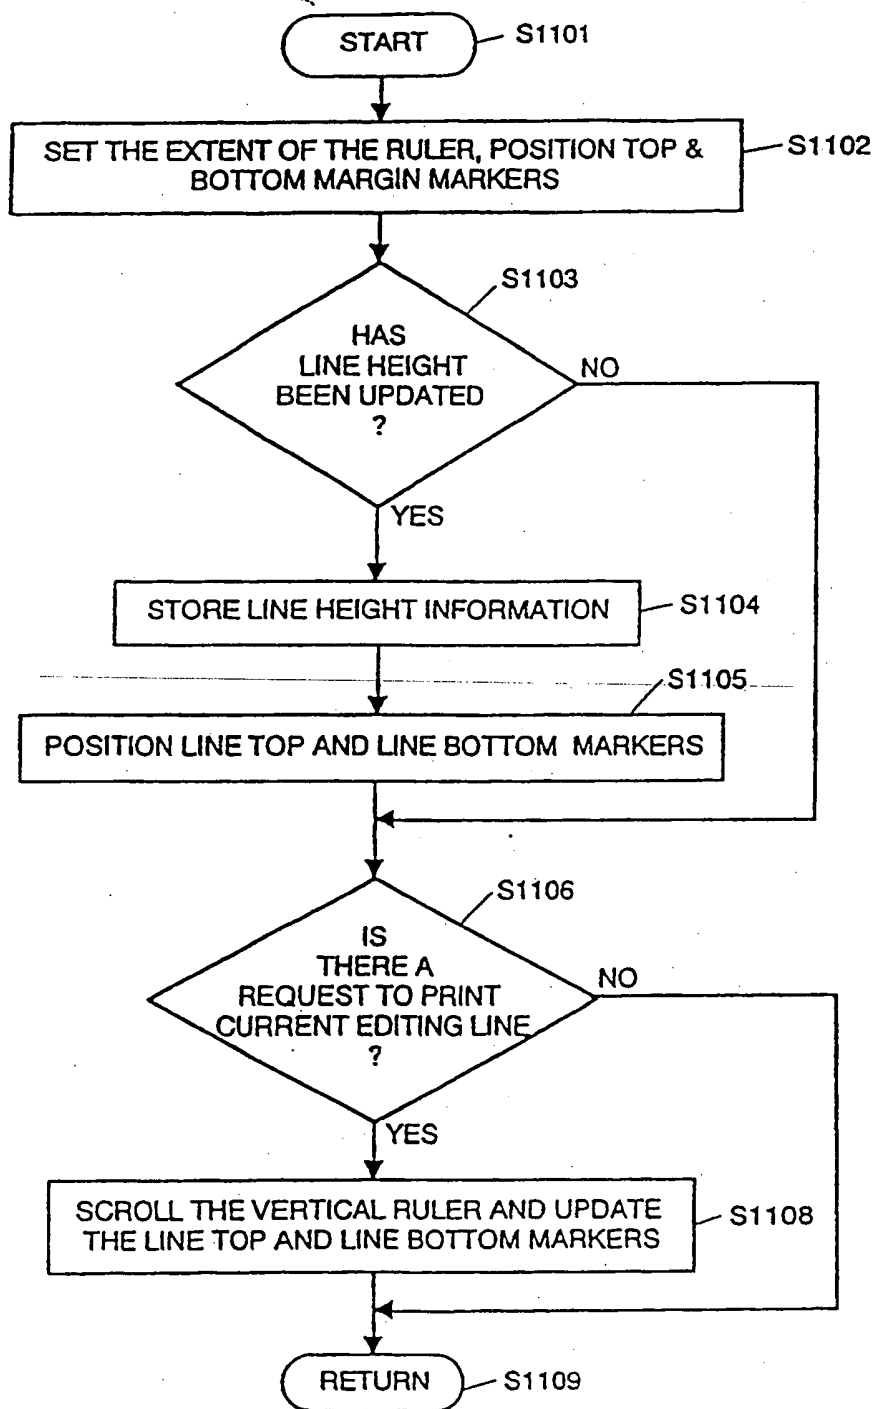 START
S1101
SET THE EXTENT OF THE RULER, POSITION TOP &
BOTTOM MARGIN MARKERS
S1102
S1103
HAS
LINE HEIGHT
BEEN UPDATED
?
NO
YES
STORE LINE HEIGHT INFORMATION
S1104
S1105
POSITION LINE TOP AND LINE BOTTOM MARKERS
S1106
IS
THERE A
REQUEST TO PRINT
CURRENT EDITING LINE
?
NO
YES
SCROLL THE VERTICAL RULER AND UPDATE
THE LINE TOP AND LINE BOTTOM MARKERS
S1108
RETURN
S1109